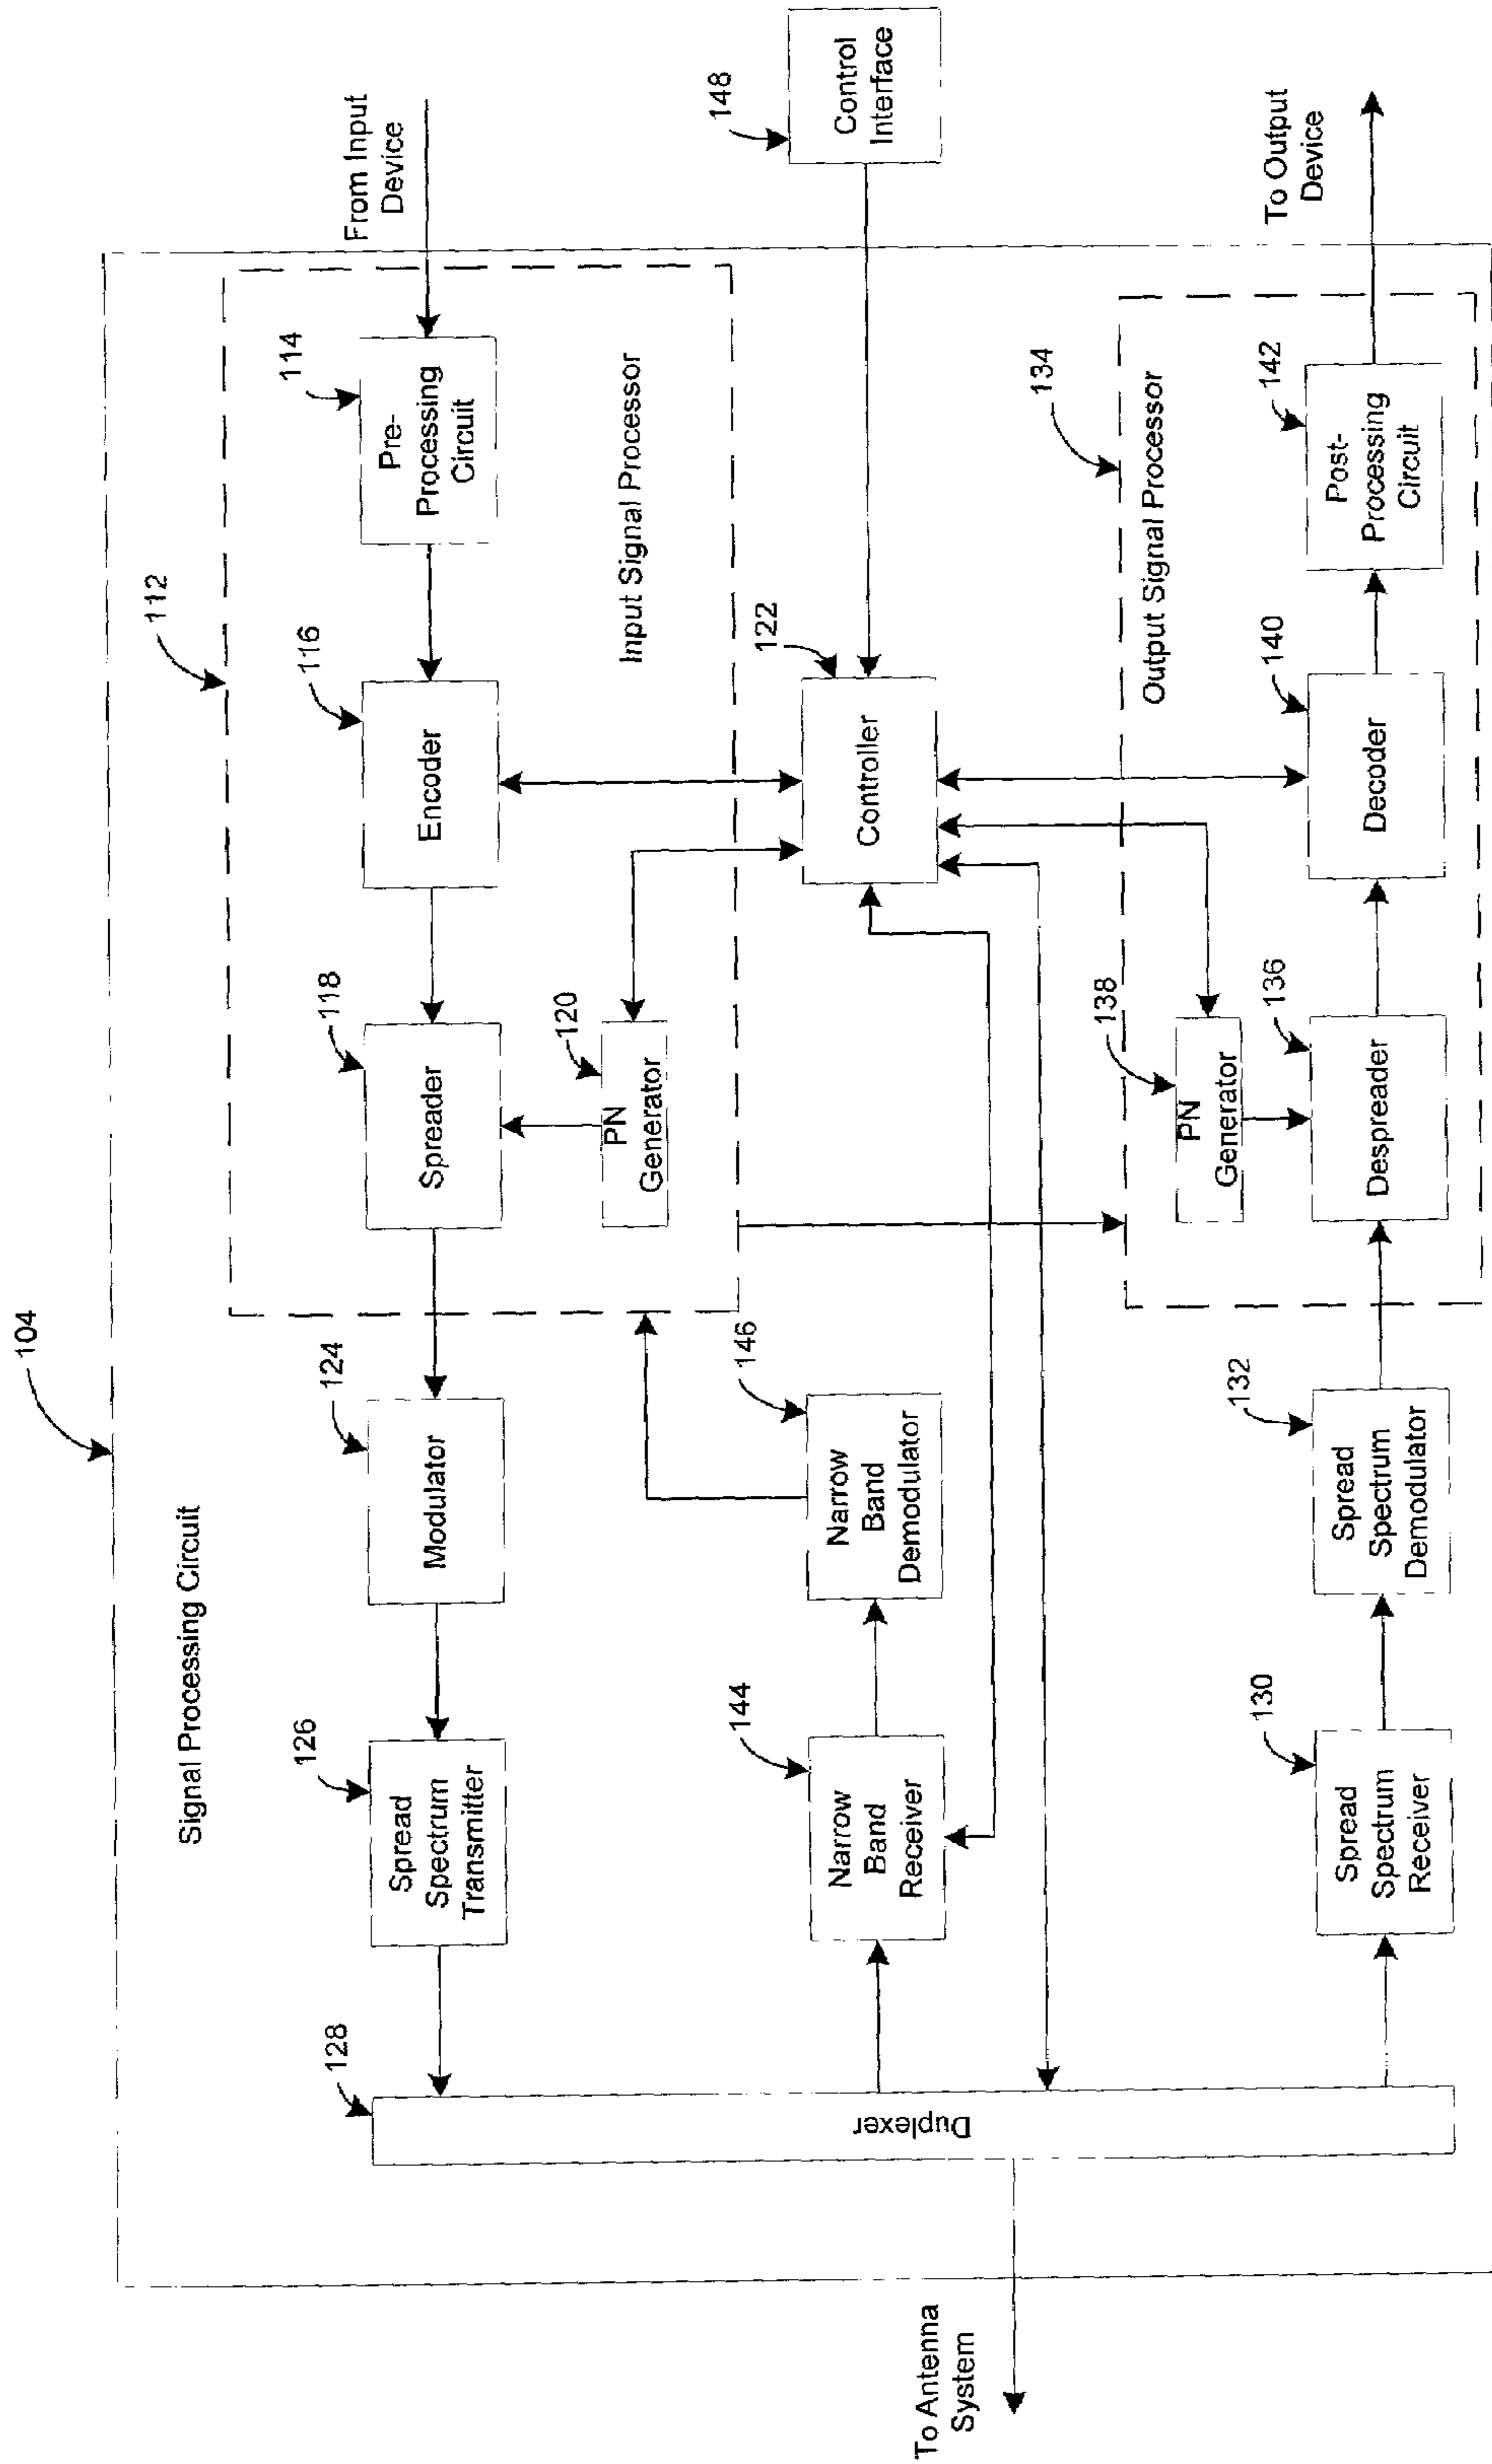 104
Signal Processing Circuit
112
From Input
Device
114
Pre-
Processing
Circuit
116
Encoder
118
Spreader
120
PN
Generator
Input Signal Processor
124
Modulator
126
Spread
Spectrum
Transmitter
128
Duplexer
To Antenna
System
144
Narrow
Band
Receiver
146
Narrow
Band
Demodulator
122
Controller
148
Control
Interface
130
Spread
Spectrum
Receiver
132
Spread
Spectrum
Demodulator
134
Output Signal Processor
138
PN
Generator
136
Despreader
140
Decoder
142
Post-
Processing
Circuit
To Output
Device